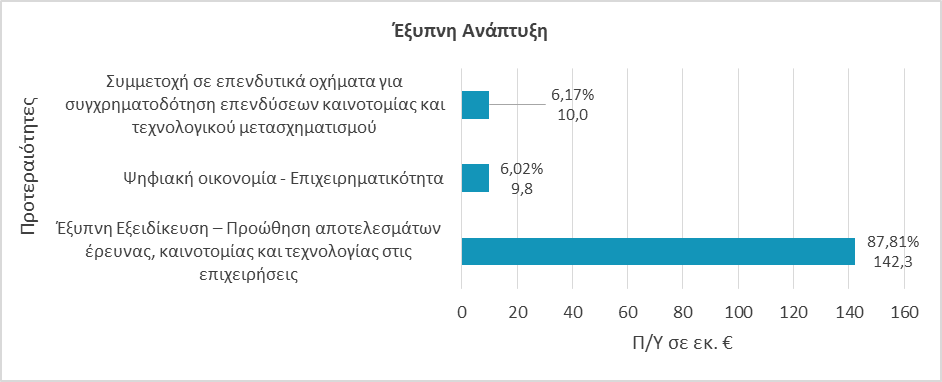 Έξυπνη Ανάπτυξη
Προτεραιότητες
Συμμετοχή σε επενδυτικά οχήματα για
συγχρηματοδότηση επενδύσεων καινοτομίας και
τεχνολογικού μετασχηματισμού
6,17%
10,0
Ψηφιακή οικονομία - Επιχειρηματικότητα
6,02%
9,8
Έξυπνη Εξειδίκευση – Προώθηση αποτελεσμάτων
έρευνας, καινοτομίας και τεχνολογίας στις
επιχειρήσεις
87,81%
142,3
0 20 40 60 80 100 120 140 160
Π/Υ σε εκ. €